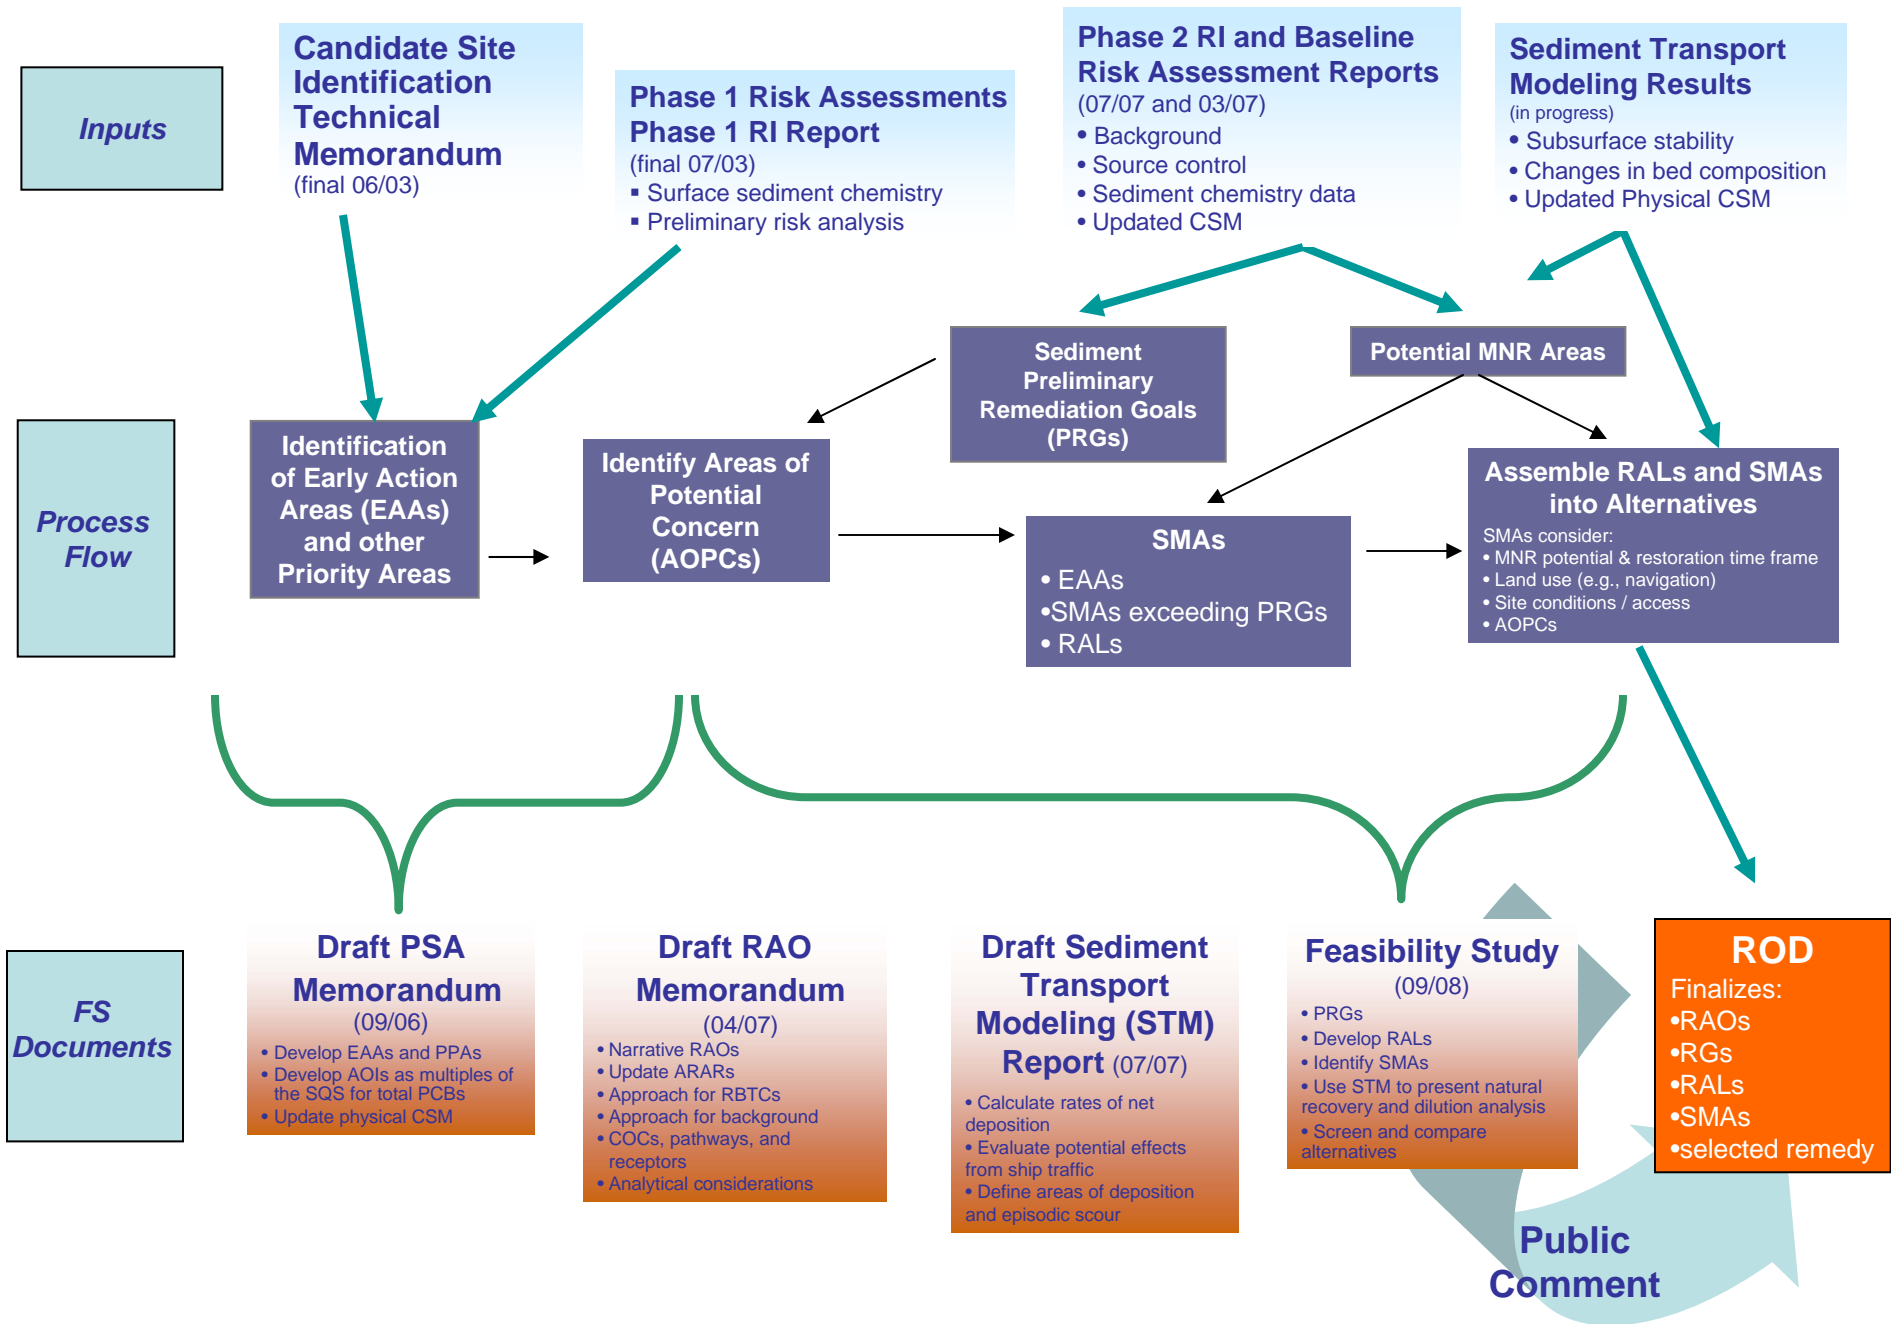 Inputs
Candidate Site
Identification
Technical
Memorandum
(final 06/03)
Phase 1 Risk Assessments
Phase 1 RI Report
(final 07/03)
▪ Surface sediment chemistry
▪ Preliminary risk analysis
Phase 2 RI and Baseline
Risk Assessment Reports
(07/07 and 03/07)
• Background
• Source control
• Sediment chemistry data
• Updated CSM
Sediment Transport
Modeling Results
(in progress)
• Subsurface stability
• Changes in bed composition
• Updated Physical CSM
Process
Flow
Identification
of Early Action
Areas (EAAs)
and other
Priority Areas
Identify Areas of
Potential
Concern
(AOPCs)
Sediment
Preliminary
Remediation Goals
(PRGs)
Potential MNR Areas
SMAs
• EAAs
•SMAs exceeding PRGs
• RALs
Assemble RALs and SMAs
into Alternatives
SMAs consider:
• MNR potential & restoration time frame
• Land use (e.g., navigation)
• Site conditions / access
• AOPCs
FS
Documents
Draft PSA
Memorandum
(09/06)
• Develop EAAs and PPAs
• Develop AOIs as multiples of
the SQS for total PCBs
• Update physical CSM
Draft RAO
Memorandum
(04/07)
• Narrative RAOs
• Update ARARs
• Approach for RBTCs
• Approach for background
• COCs, pathways, and
receptors
• Analytical considerations
Draft Sediment
Transport
Modeling (STM)
Report (07/07)
• Calculate rates of net
deposition
• Evaluate potential effects
from ship traffic
• Define areas of deposition
and episodic scour
Feasibility Study
(09/08)
• PRGs
• Develop RALs
• Identify SMAs
• Use STM to present natural
recovery and dilution analysis
• Screen and compare
alternatives
ROD
Finalizes:
•RAOs
•RGs
•RALs
•SMAs
•selected remedy
Public
Comment